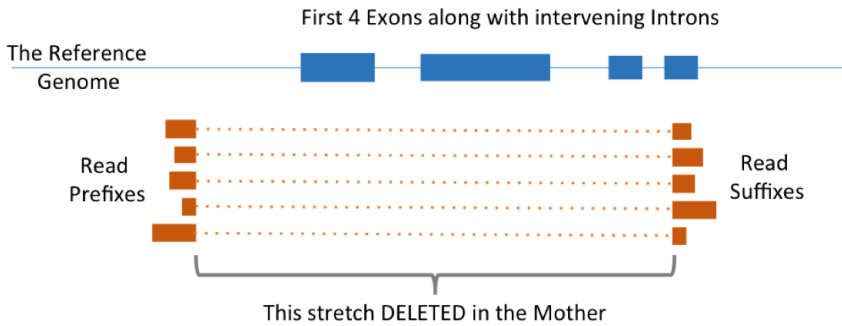 First 4 Exons along with intervening Introns
The Reference
Genome
Read
Prefixes
Read
Suffixes
This stretch DELETED in the Mother